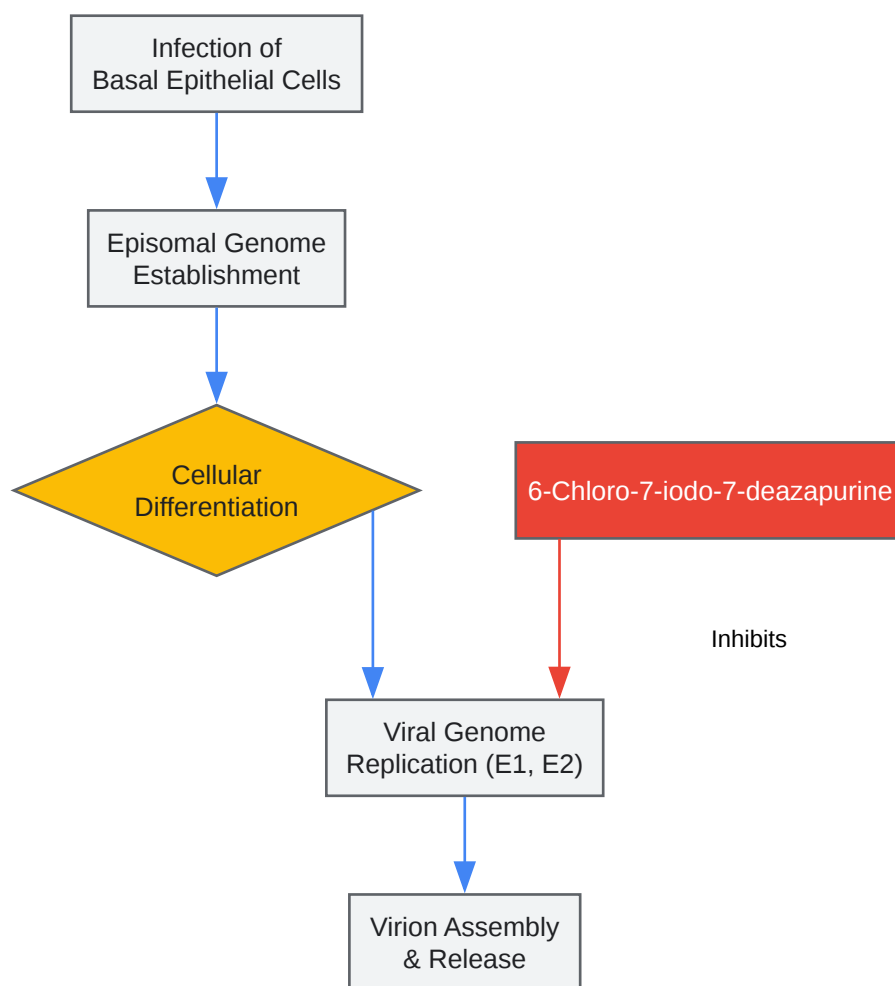 Infection of
Basal Epithelial Cells
Episomal Genome
Establishment
Cellular
Differentiation
6-Chloro-7-iodo-7-deazapurine
Inhibits
Viral Genome
Replication (E1, E2)
Virion Assembly
& Release